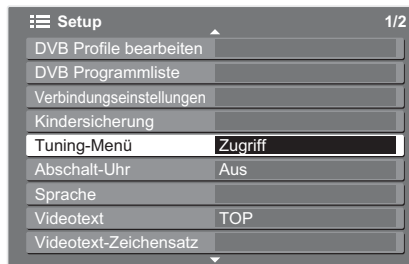 Setup 1/2
DVB Profile bearbeiten
DVB Programmliste
Verbindungseinstellungen
Kindersicherung
Tuning-Menü Zugriff
Abschalt-Uhr Aus
Sprache
Videotext TOP
Videotext-Zeichensatz